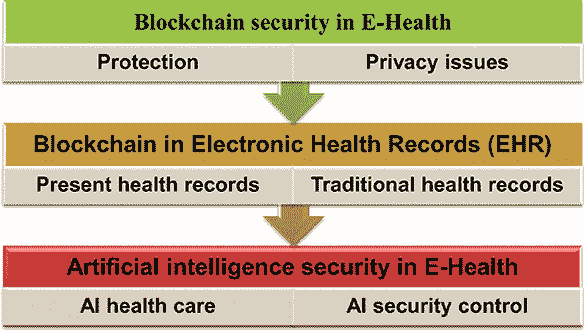 Blockchain security in E-Health
Protection
Privacy issues
Blockchain in Electronic Health Records (EHR)
Present health records
Traditional health records
Artificial intelligence security in E-Health
AI health care
AI security control